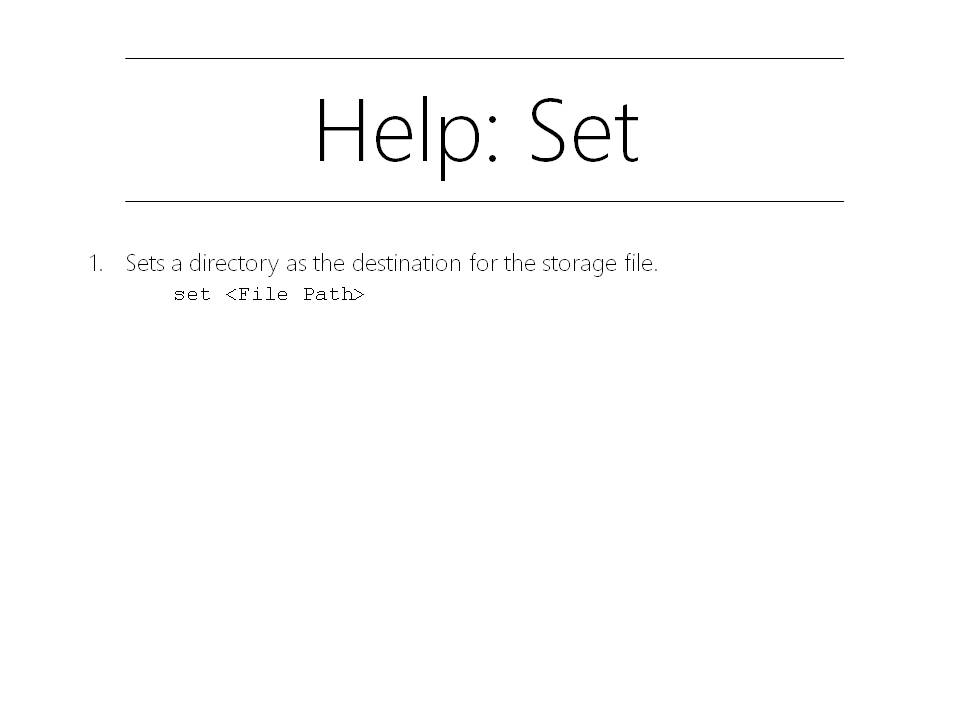 Help: Set
1. Sets a directory as the destination for the storage file.
set <File Path>